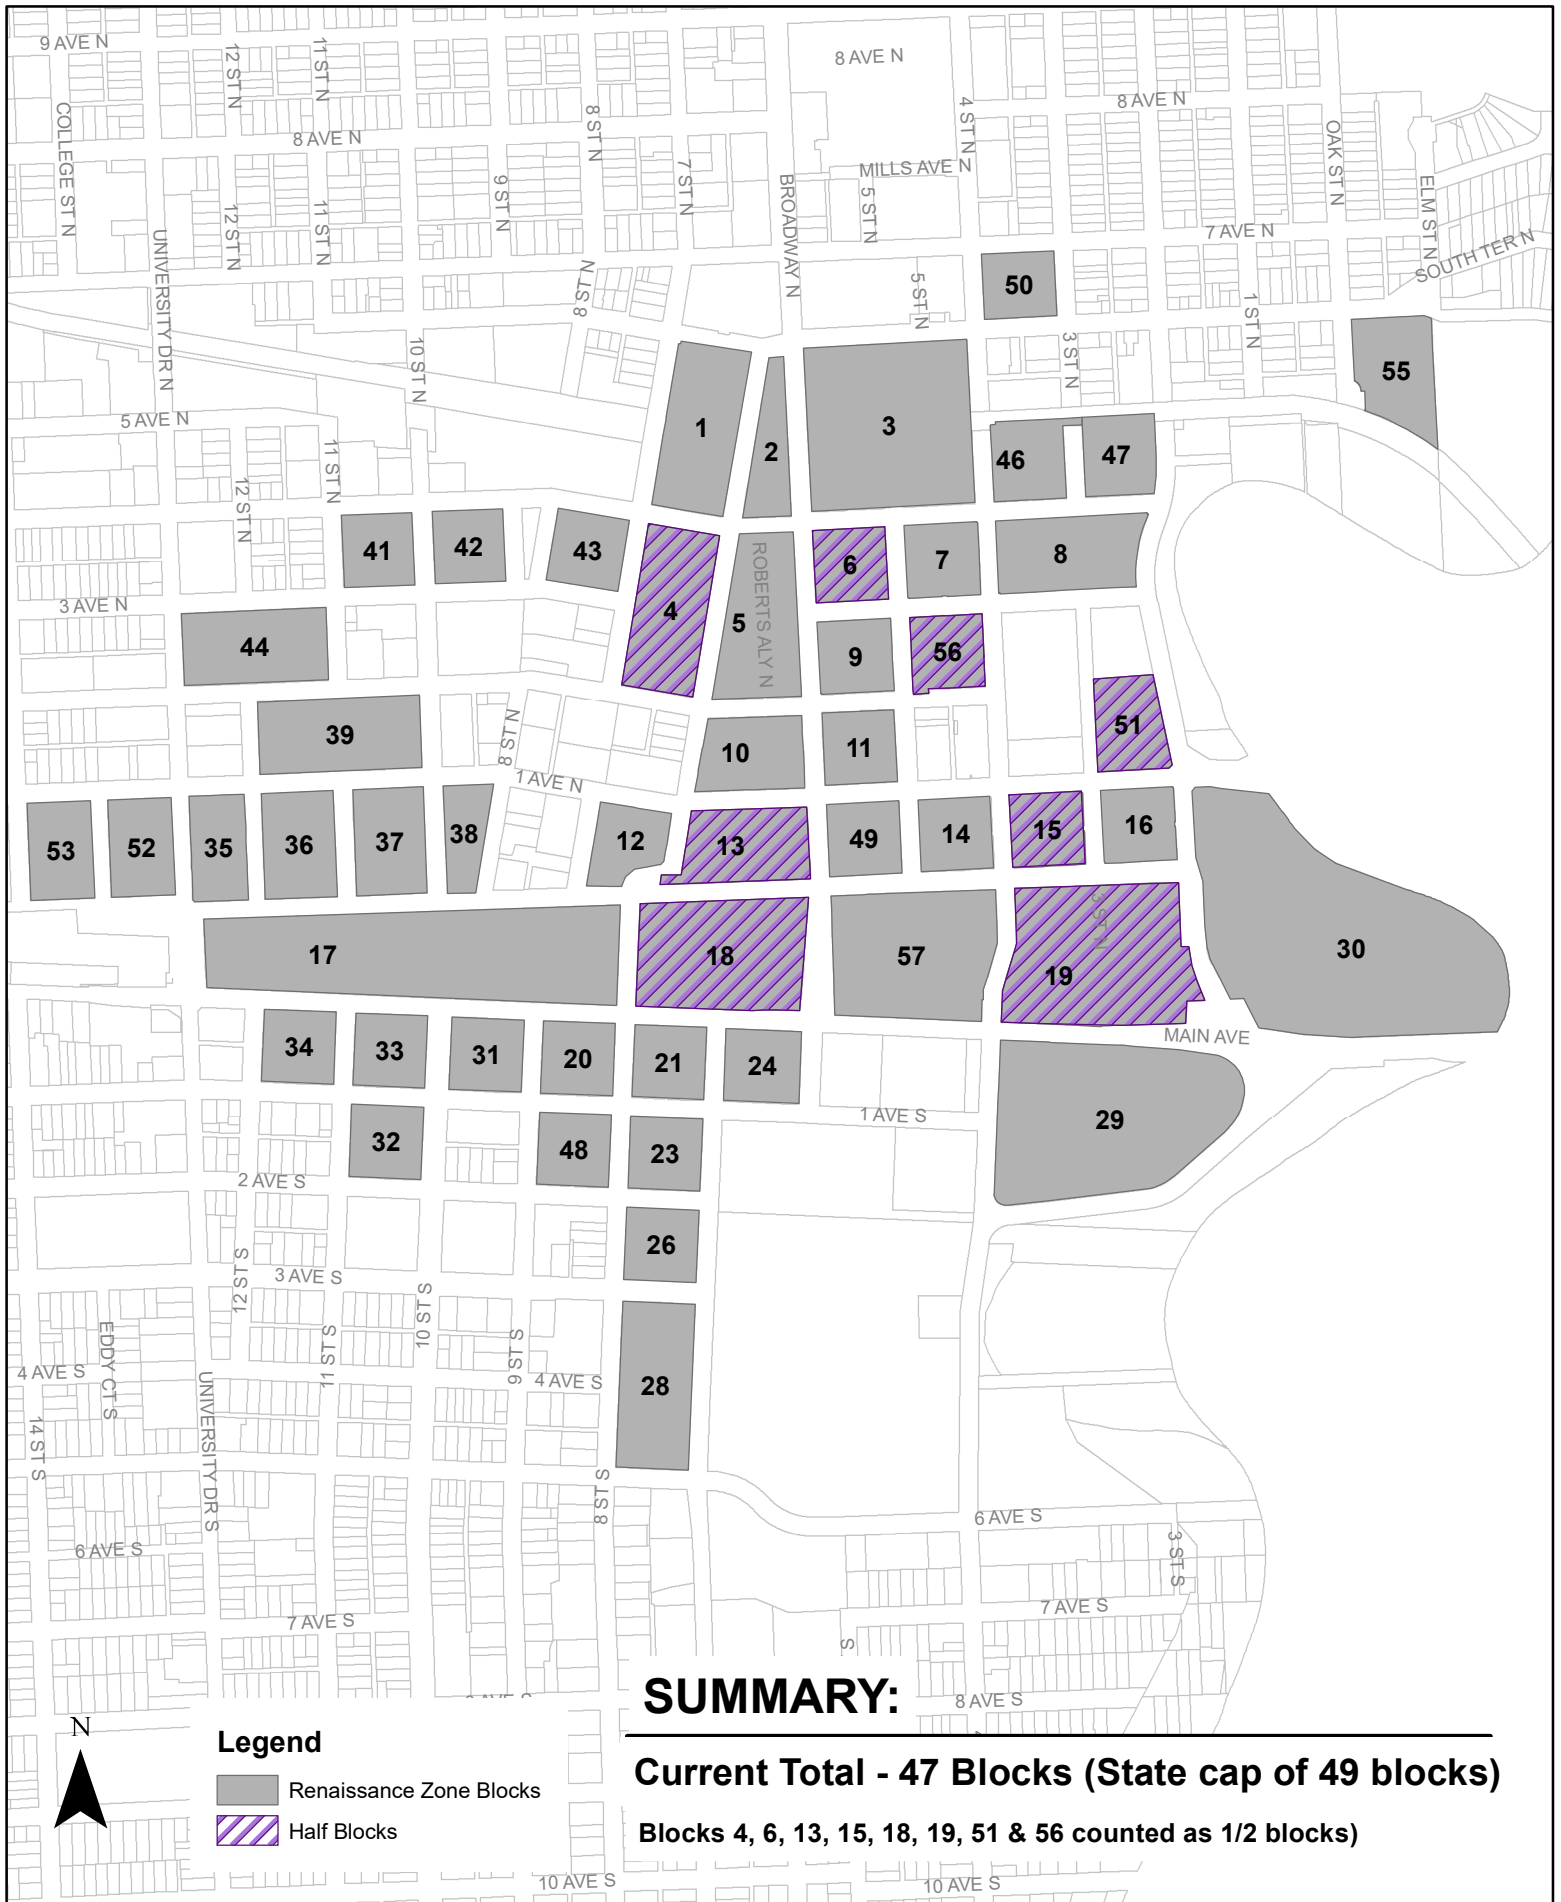 9 AVE N
12 ST N
11 ST N
8 AVE N
COLLEGE ST N
8 ST N
4 ST N
8 AVE N
8 AVE N
OAK ST N
MILLS AVE N
7 ST N
9 ST N
BROADWAY N
5 ST N
ELM ST N
12 ST N
11 ST N
7 AVE N
SOUTH TER N
UNIVERSITY DR N
8 ST N
5 ST N
50
1 ST N
10 ST N
3 ST N
55
5 AVE N
1
2
3
46
47
11 ST N
12 ST N
41
42
43
4
5
ROBERTS ALY N
6
7
8
3 AVE N
44
9
56
39
8 ST N
10
11
51
1 AVE N
53
52
35
36
37
38
12
13
49
14
15
16
17
18
57
3 ST N
19
30
MAIN AVE
34
33
31
20
21
24
1 AVE S
29
32
48
23
2 AVE S
26
12 ST S
3 AVE S
10 ST S
EDDY CT S
11 ST S
9 ST S
4 AVE S
4 AVE S
28
UNIVERSITY DR S
14 ST S
8 ST S
6 AVE S
6 AVE S
3 ST S
7 AVE S
7 AVE S
S
8 AVE S
SUMMARY:
N
Legend
Renaissance Zone Blocks
Half Blocks
Current Total - 47 Blocks (State cap of 49 blocks)
Blocks 4, 6, 13, 15, 18, 19, 51 & 56 counted as 1/2 blocks)
10 AVE S
10 AVE S